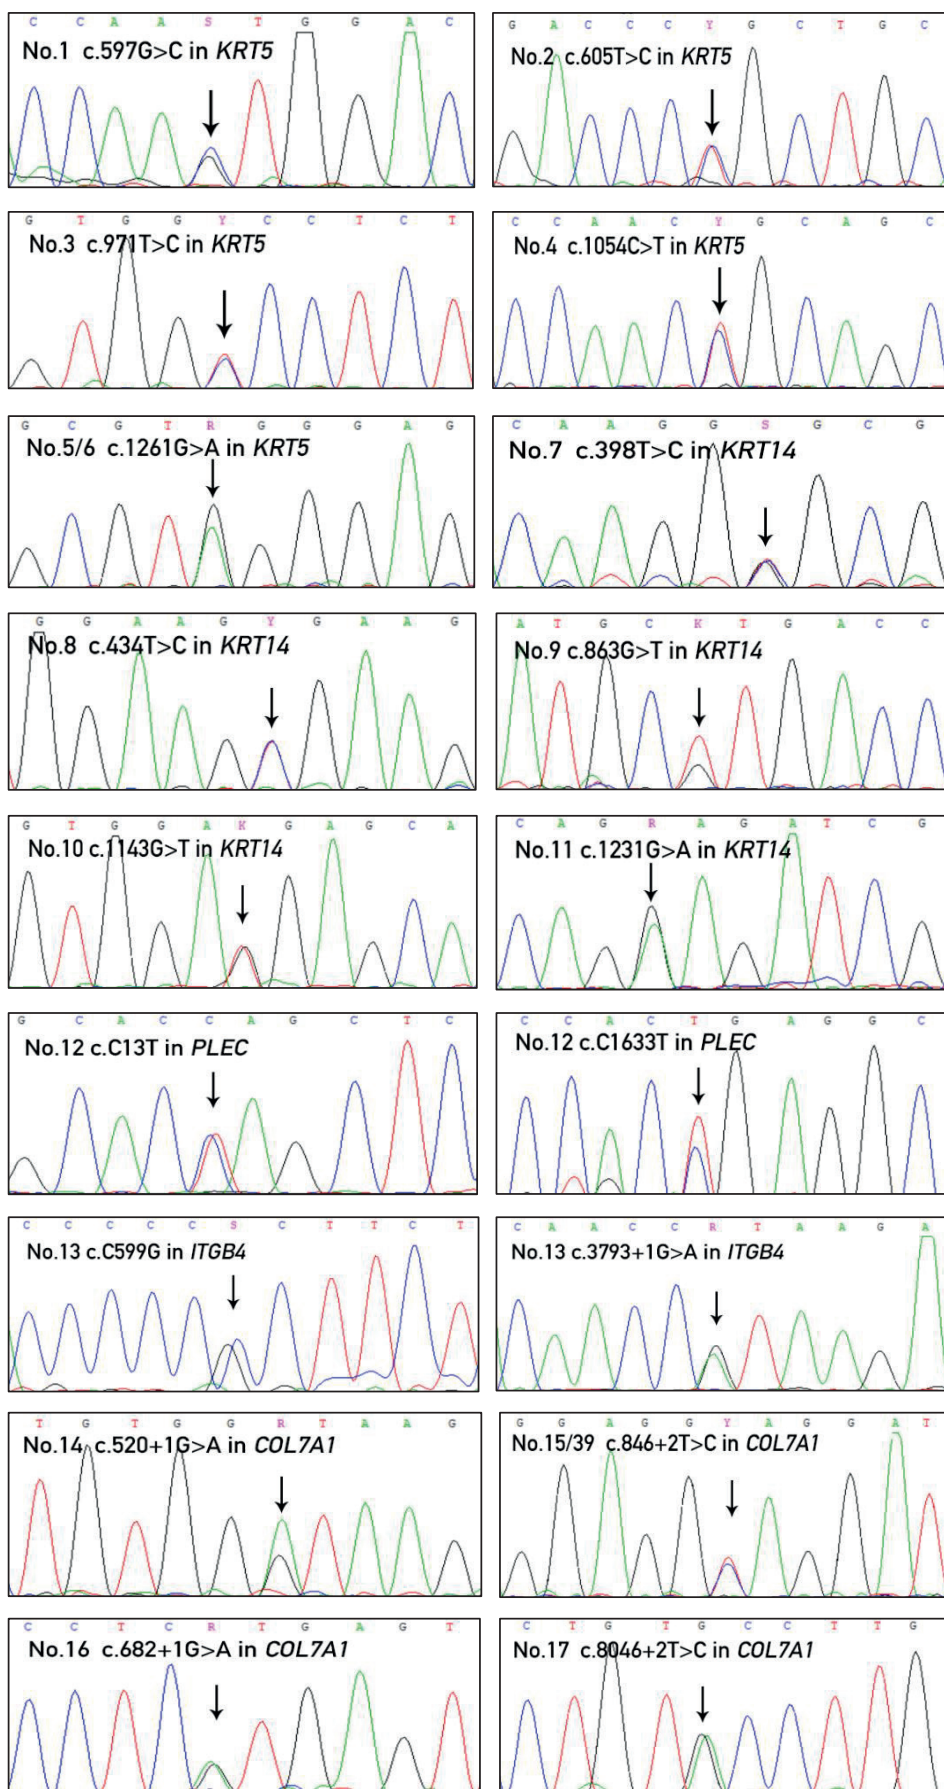 C C A A S T G G A C
No.1 c.597G>C in KRT5
G A C C C Y G C T G C
No.2 c.605T>C in KRT5
G T G G Y C C T C T
No.3 c.971T>C in KRT5
C C A A C Y G C A G C
No.4 c.1054C>T in KRT5
G C G T R G G G A G
No.5/6 c.1261G>A in KRT5
C A A G G S G C G
No.7 c.398T>C in KRT14
G G A A G Y G A A G
No.8 c.434T>C in KRT14
A T G C K T G A C C
No.9 c.863G>T in KRT14
G T G G A K G A G C A
No.10 c.1143G>T in KRT14
C A G R A G A T C G
No.11 c.1231G>A in KRT14
G C A C C A G C T C
No.12 c.C13T in PLEC
C C A C T G A G G C
No.12 c.C1633T in PLEC
C C C C C S C T T C T
No.13 c.C599G in ITGB4
C A A C C R T A A G A
No.13 c.3793+1G>A in ITGB4
T G T G G R T A A G
No.14 c.520+1G>A in COL7A1
G G A G G Y A G G A T
No.15/39 c.846+2T>C in COL7A1
C C T C R T G A G T
No.16 c.682+1G>A in COL7A1
C T G T G C C T T G
No.17 c.8046+2T>C in COL7A1